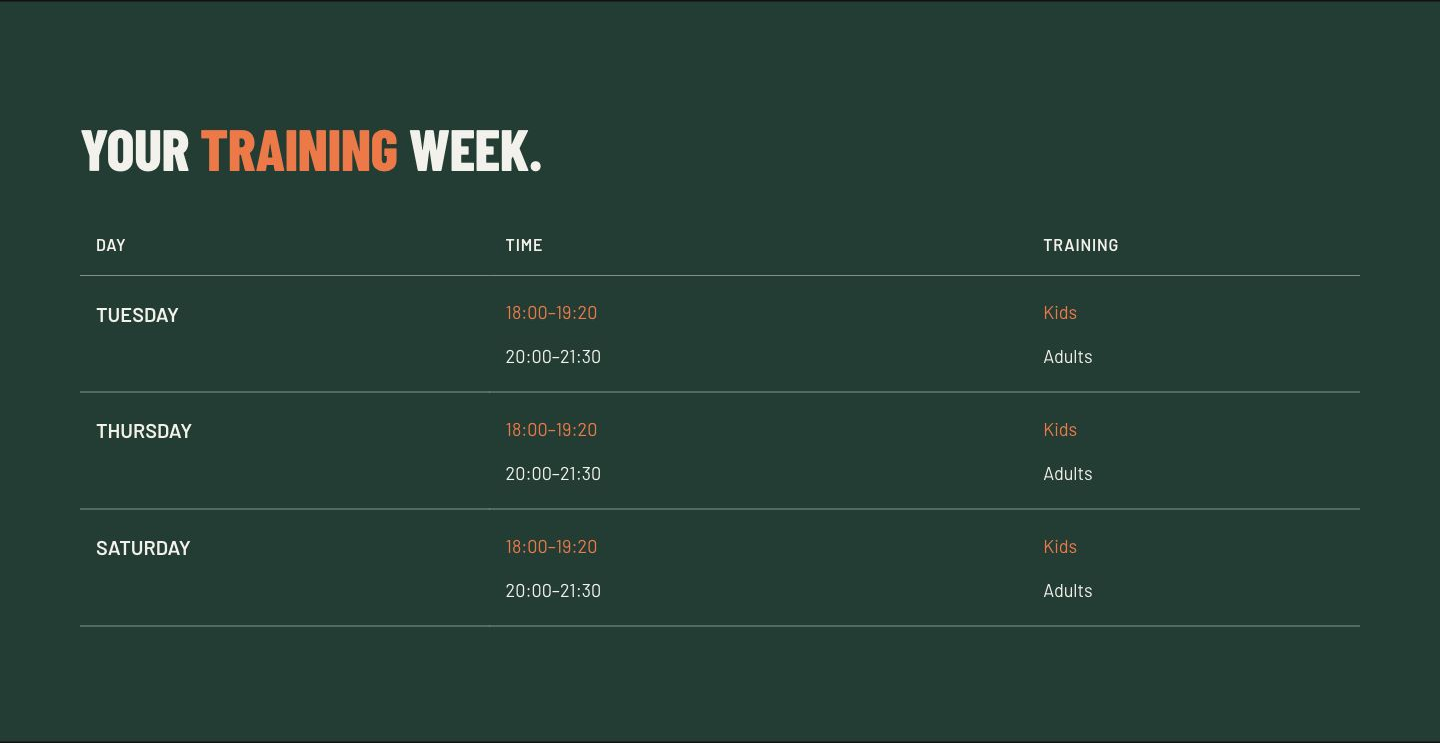 YOUR TRAINING WEEK.
DAY TIME TRAINING
TUESDAY 18:00–19:20 Kids
20:00–21:30 Adults
THURSDAY 18:00–19:20 Kids
20:00–21:30 Adults
SATURDAY 18:00–19:20 Kids
20:00–21:30 Adults